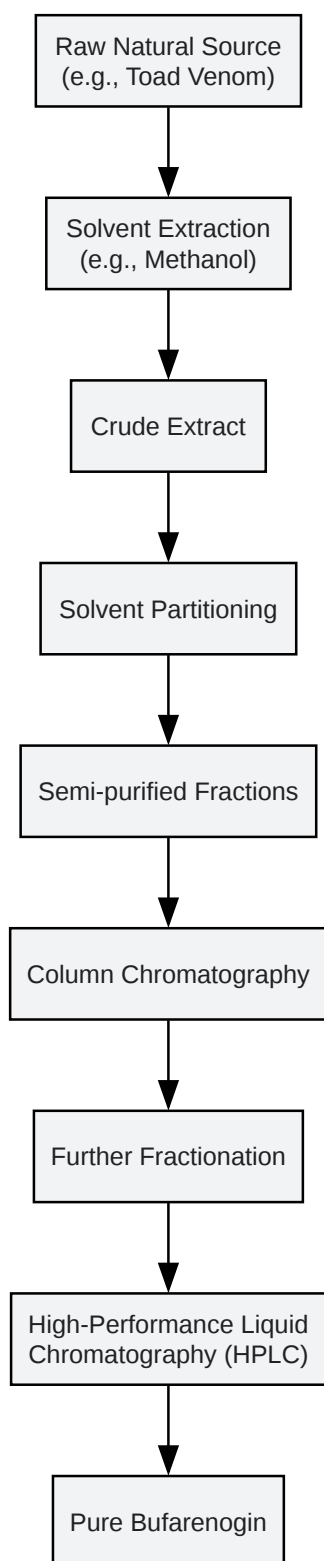 Raw Natural Source
(e.g., Toad Venom)
Solvent Extraction
(e.g., Methanol)
Crude Extract
Solvent Partitioning
Semi-purified Fractions
Column Chromatography
Further Fractionation
High-Performance Liquid
Chromatography (HPLC)
Pure Bufarenogin